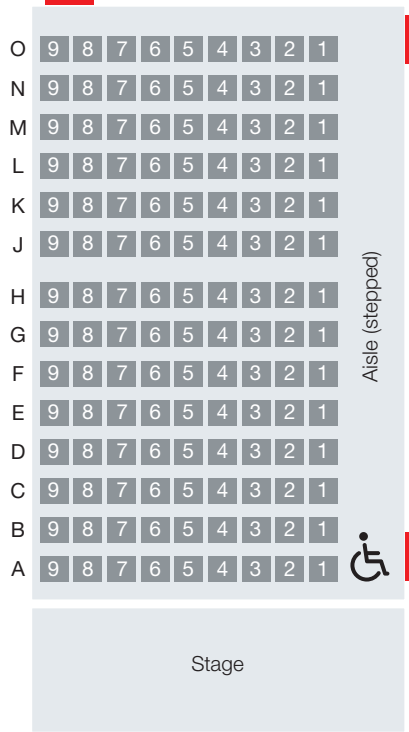 O 9 8 7 6 5 4 3 2 1
N 9 8 7 6 5 4 3 2 1
M 9 8 7 6 5 4 3 2 1
L 9 8 7 6 5 4 3 2 1
K 9 8 7 6 5 4 3 2 1
J 9 8 7 6 5 4 3 2 1
H 9 8 7 6 5 4 3 2 1
G 9 8 7 6 5 4 3 2 1
F 9 8 7 6 5 4 3 2 1
E 9 8 7 6 5 4 3 2 1
D 9 8 7 6 5 4 3 2 1
C 9 8 7 6 5 4 3 2 1
B 9 8 7 6 5 4 3 2 1
A 9 8 7 6 5 4 3 2 1
Aisle (stepped)
Stage